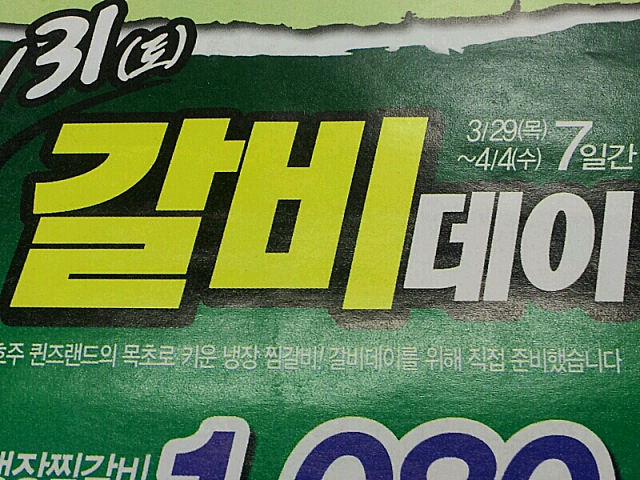 /31(토)
갈비데이
3/29(목)
~4/4(수) 7일간
호주 퀸즈랜드의 목초로 키운 냉장 찜갈비! 갈비데이를 위해 직접 준비했습니다
냉장찜갈비 1,080